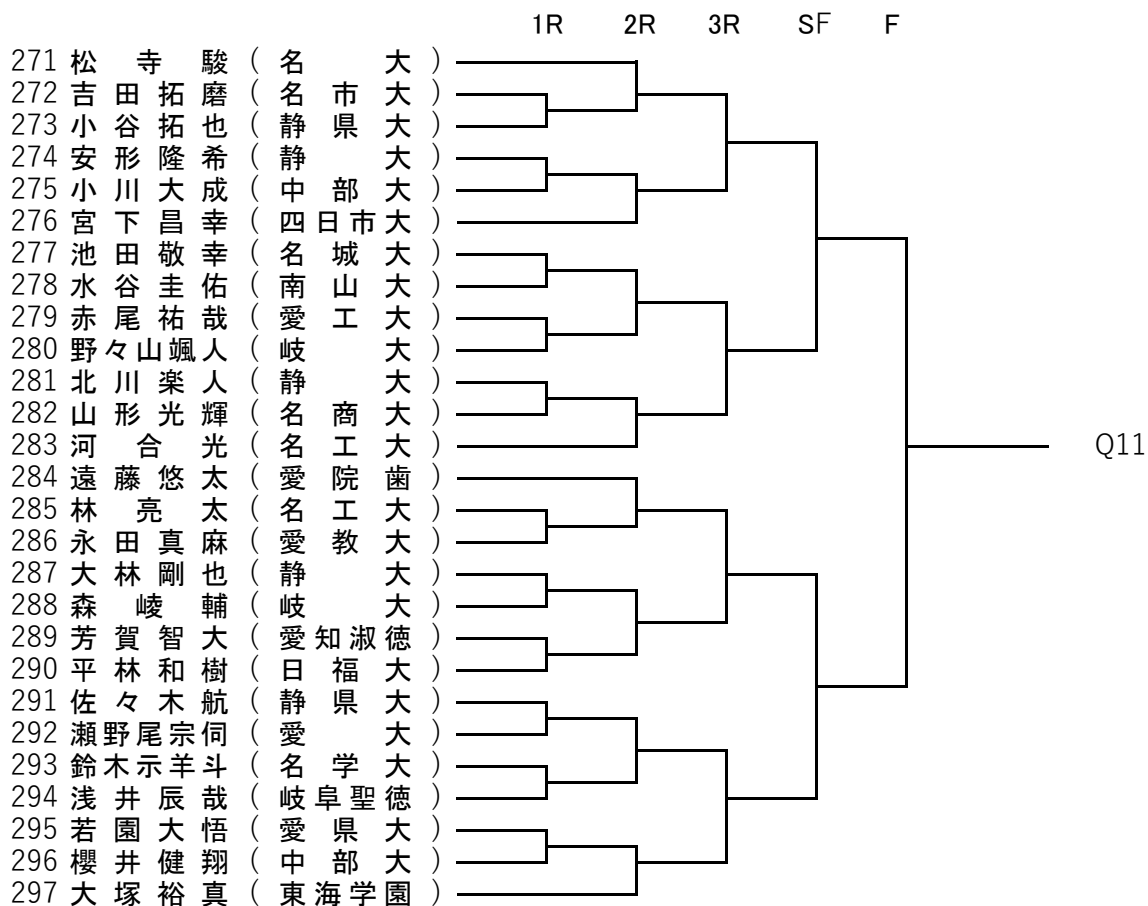 1R 2R 3R SF F
271 松寺駿 (名大)
272 吉田拓磨 (名市大)
273 小谷拓也 (静県大)
274 安形隆希 (静大)
275 小川大成 (中部大)
276 宮下昌幸 (四日市大)
277 池田敬幸 (名城大)
278 水谷圭佑 (南山大)
279 赤尾祐哉 (愛工大)
280 野々山颯人 (岐大)
281 北川楽人 (静大)
282 山形光輝 (名商大)
283 河合光 (名工大)
Q11
284 遠藤悠太 (愛院歯)
285 林亮太 (名工大)
286 永田真麻 (愛教大)
287 大林剛也 (静大)
288 森崚輔 (岐大)
289 芳賀智大 (愛知淑徳)
290 平林和樹 (日福大)
291 佐々木航 (静県大)
292 瀬野尾宗伺 (愛大)
293 鈴木示羊斗 (名学大)
294 浅井辰哉 (岐阜聖徳)
295 若園大悟 (愛県大)
296 櫻井健翔 (中部大)
297 大塚裕真 (東海学園)